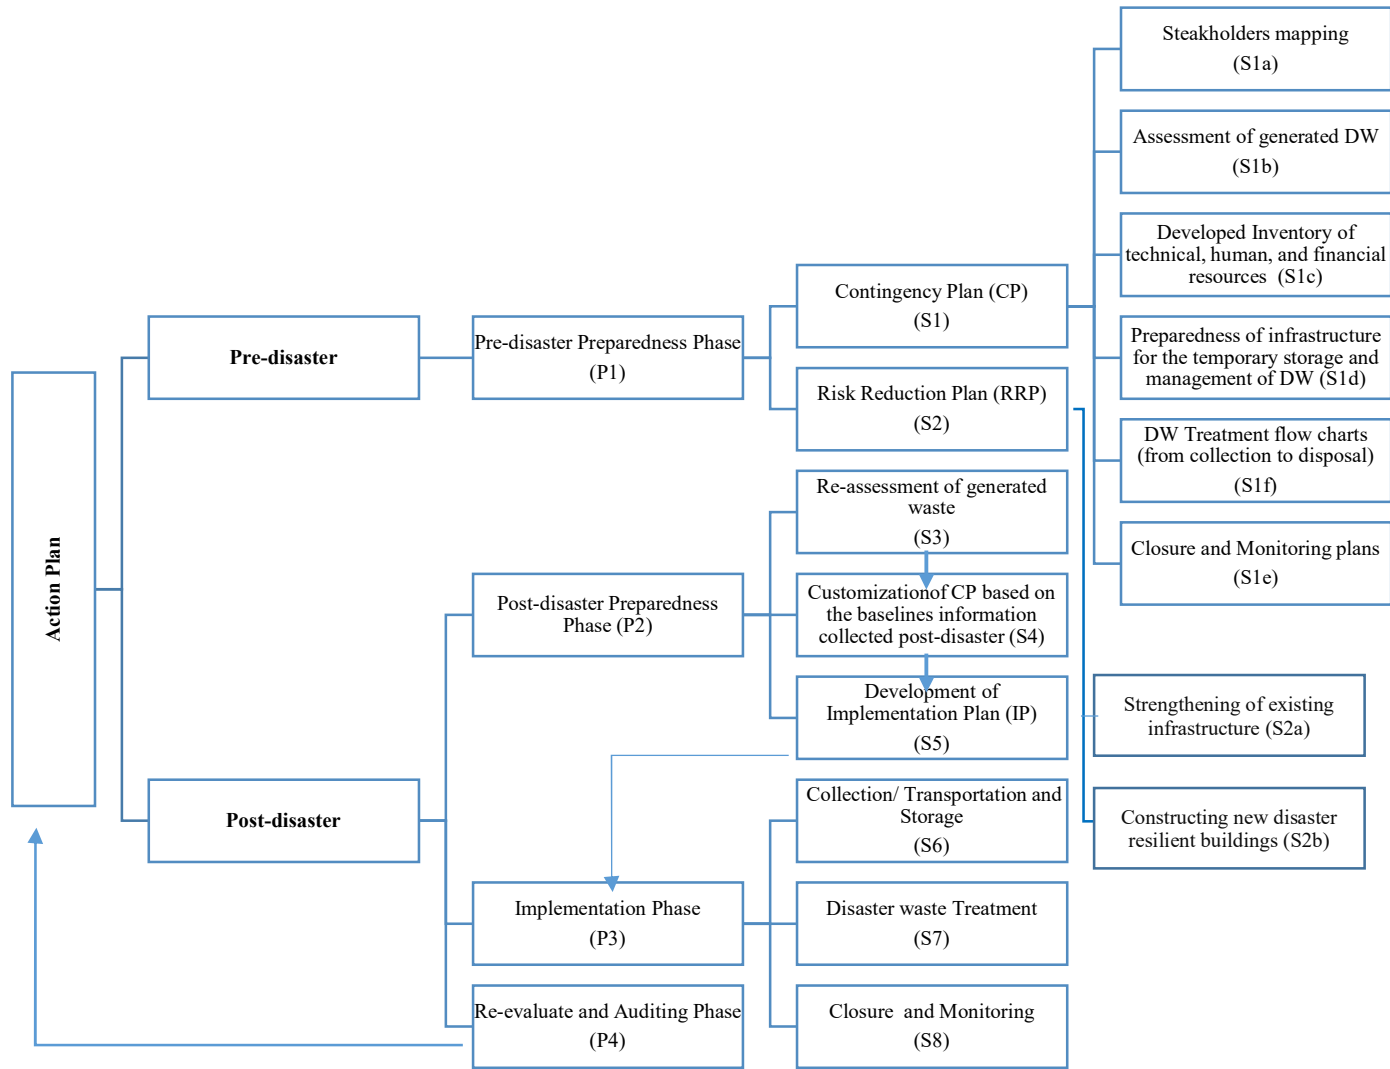 Action Plan
Pre-disaster
Post-disaster
Pre-disaster Preparedness Phase
(P1)
Post-disaster Preparedness
Phase (P2)
Implementation Phase
(P3)
Re-evaluate and Auditing Phase
(P4)
Contingency Plan (CP)
(S1)
Risk Reduction Plan (RRP)
(S2)
Re-assessment of generated
waste
(S3)
Customizationof CP based on
the baselines information
collected post-disaster (S4)
Development of
Implementation Plan (IP)
(S5)
Collection/ Transportation and
Storage
(S6)
Disaster waste Treatment
(S7)
Closure and Monitoring
(S8)
Steakholders mapping
(S1a)
Assessment of generated DW
(S1b)
Developed Inventory of
technical, human, and financial
resources (S1c)
Preparedness of infrastructure
for the temporary storage and
management of DW (S1d)
DW Treatment flow charts
(from collection to disposal)
(S1f)
Closure and Monitoring plans
(S1e)
Strengthening of existing
infrastructure (S2a)
Constructing new disaster
resilient buildings (S2b)